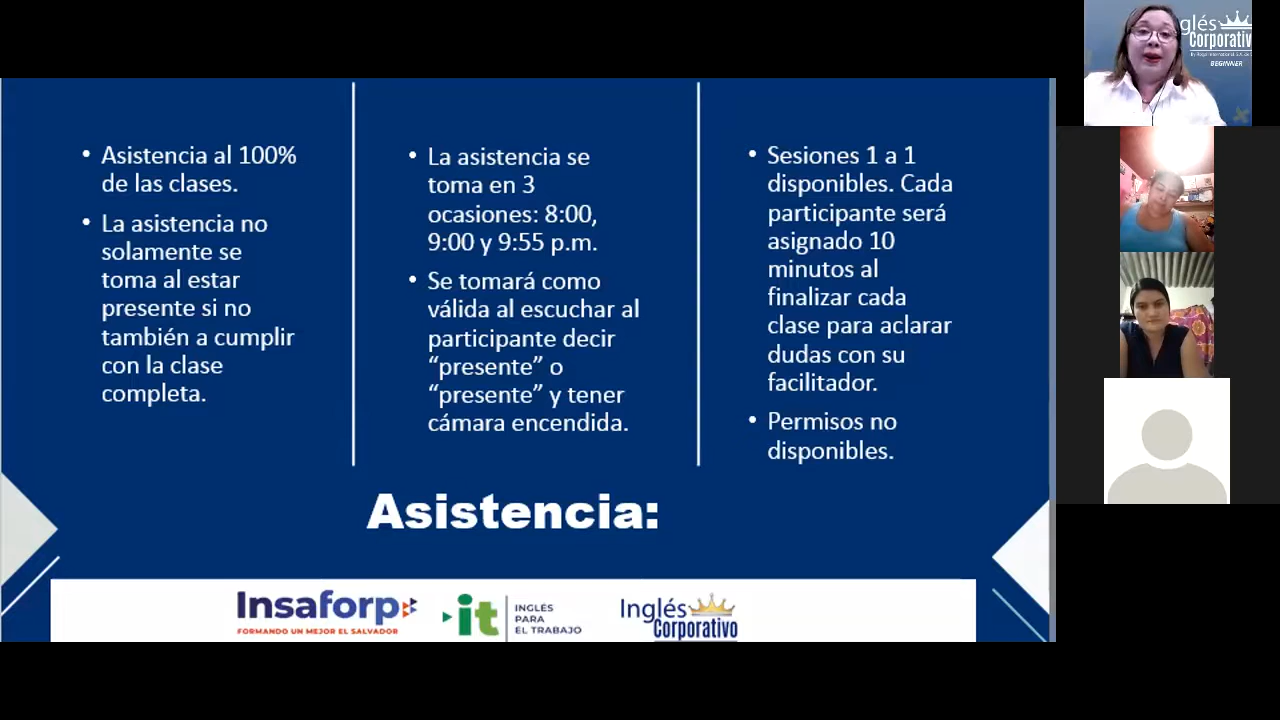 • Asistencia al 100%
de las clases.
• La asistencia no
solamente se
toma al estar
presente si no
también a cumplir
con la clase
completa.
• La asistencia se
toma en 3
ocasiones: 8:00,
9:00 y 9:55 p.m.
• Se tomará como
válida al escuchar al
participante decir
“presente” o
“presente” y tener
cámara encendida.
• Sesiones 1 a 1
disponibles. Cada
participante será
asignado 10
minutos al
finalizar cada
clase para aclarar
dudas con su
facilitador.
• Permisos no
disponibles.
Asistencia:
Insaforp
FORMANDO UN MEJOR EL SALVADOR
it
INGLÉS
PARA
EL TRABAJO
Inglés
Corporativo
glés
Corporativ
BEGINNER